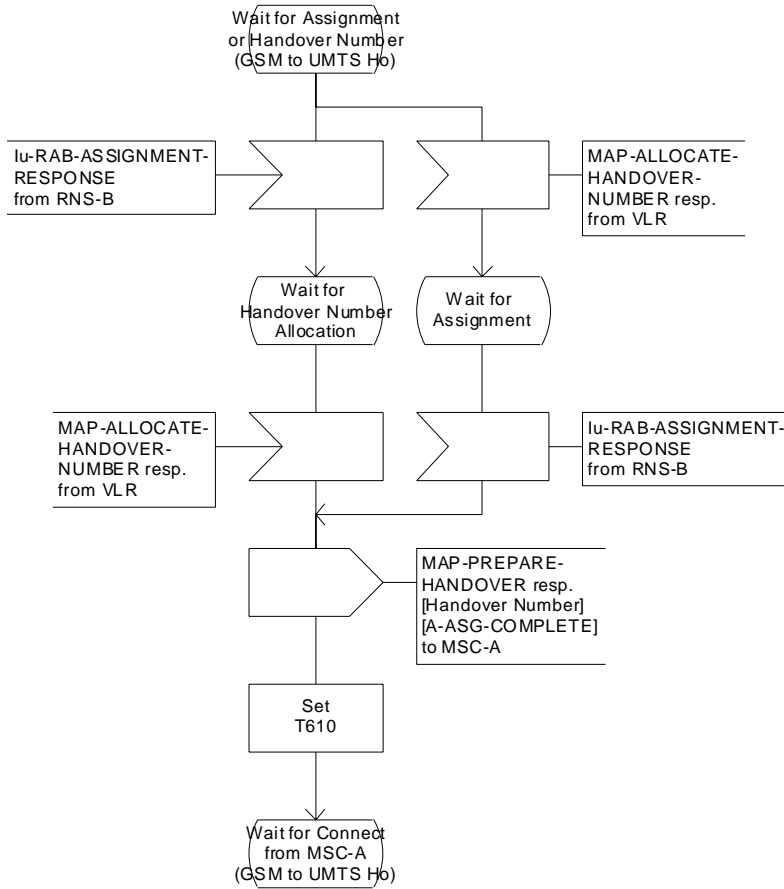 Wait for Assignment
or Handover Number
(GSM to UMTS Ho)
Iu-RAB-ASSIGNMENT-
RESPONSE
from RNS-B
MAP-ALLOCATE-
HANDOVER-
NUMBER resp.
from VLR
Wait for
Handover Number
Allocation
Wait for
Assignment
MAP-ALLOCATE-
HANDOVER-
NUMBER resp.
from VLR
Iu-RAB-ASSIGNMENT-
RESPONSE
from RNS-B
MAP-PREPARE-
HANDOVER resp.
[Handover Number]
[A-ASG-COMPLETE]
to MSC-A
Set
T610
Wait for Connect
from MSC-A
(GSM to UMTS Ho)